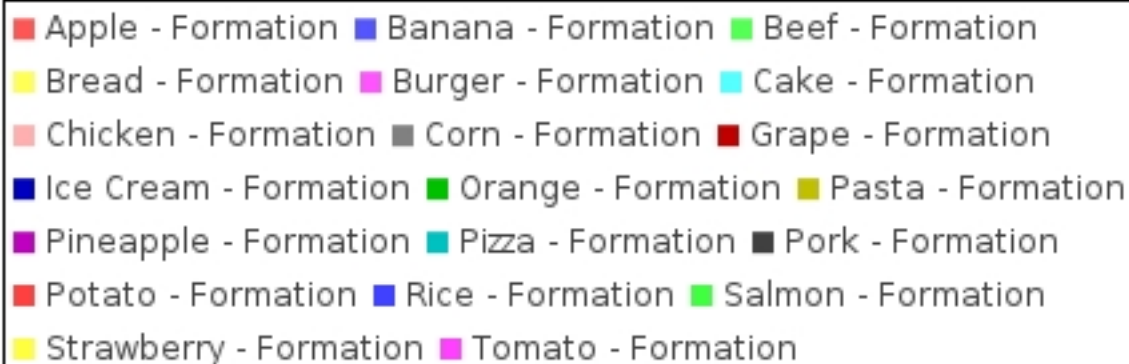 Apple - Formation Banana - Formation Beef - Formation
Bread - Formation Burger - Formation Cake - Formation
Chicken - Formation Corn - Formation Grape - Formation
Ice Cream - Formation Orange - Formation Pasta - Formation
Pineapple - Formation Pizza - Formation Pork - Formation
Potato - Formation Rice - Formation Salmon - Formation
Strawberry - Formation Tomato - Formation